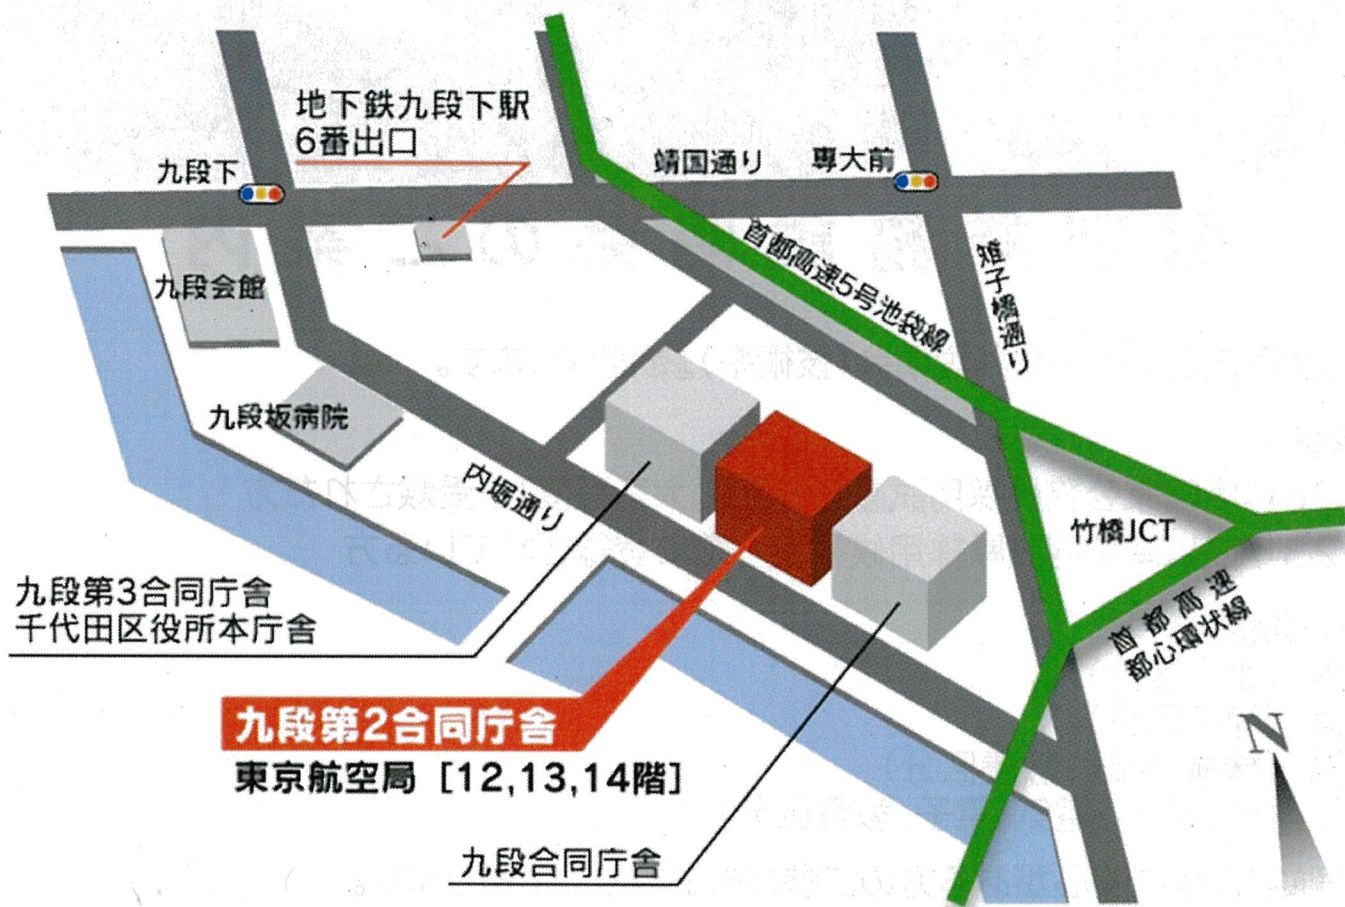 地下鉄九段下駅
6番出口
九段下
靖国通り
専大前
首都高速5号池袋線
雉子橋通り
九段会館
九段坂病院
内堀通り
竹橋JCT
首都高速
都心環状線
九段第3合同庁舎
千代田区役所本庁舎
九段第2合同庁舎
東京航空局 [12,13,14階]
九段合同庁舎
N